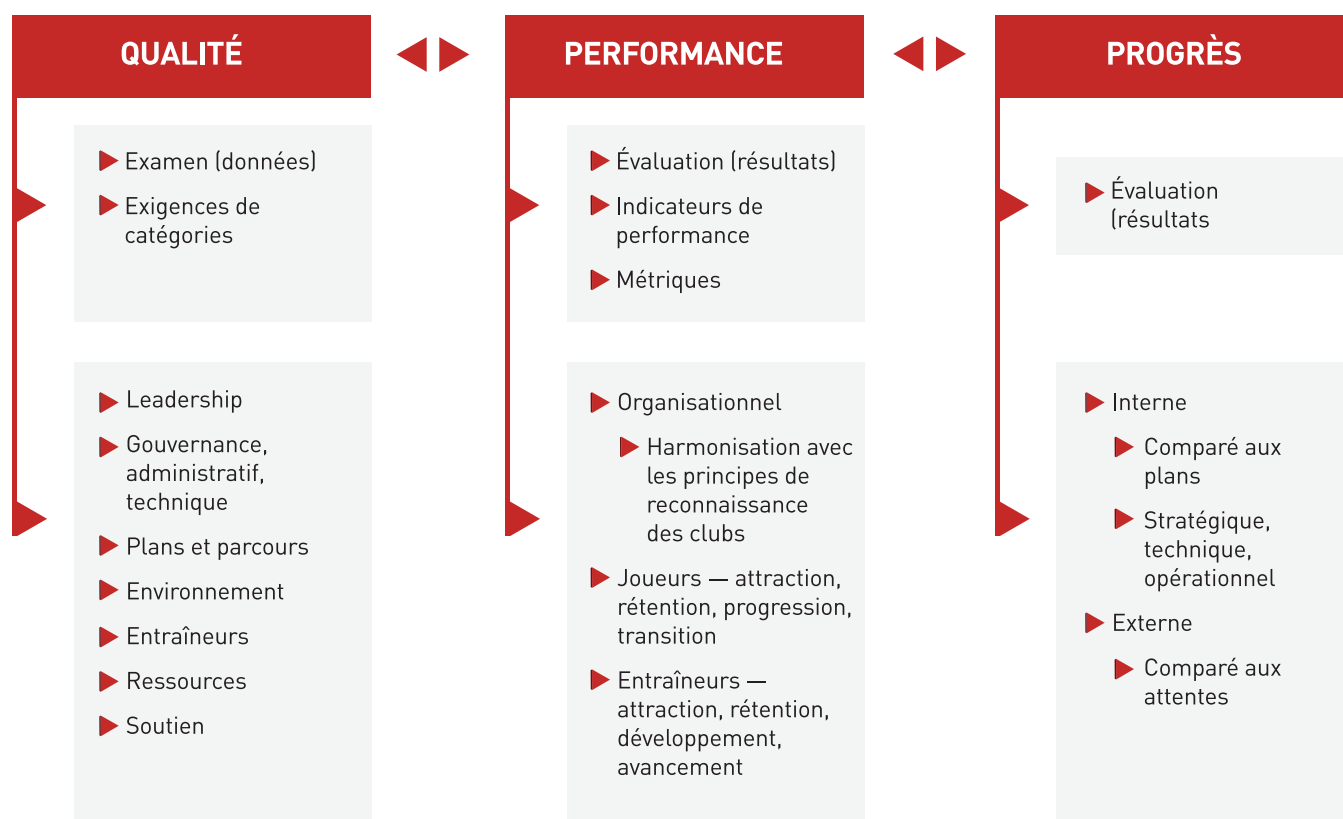 QUALITÉ
Examen (données)
Exigences de
catégories
Leadership
Gouvernance,
administratif,
technique
Plans et parcours
Environnement
Entraîneurs
Ressources
Soutien
PERFORMANCE
Évaluation (résultats)
Indicateurs de
performance
Métriques
Organisationnel
Harmonisation avec
les principes de
reconnaissance
des clubs
Joueurs — attraction,
rétention, progression,
transition
Entraîneurs —
attraction, rétention,
développement,
avancement
PROGRÈS
Évaluation
(résultats
Interne
Comparé aux
plans
Stratégique,
technique,
opérationnel
Externe
Comparé aux
attentes